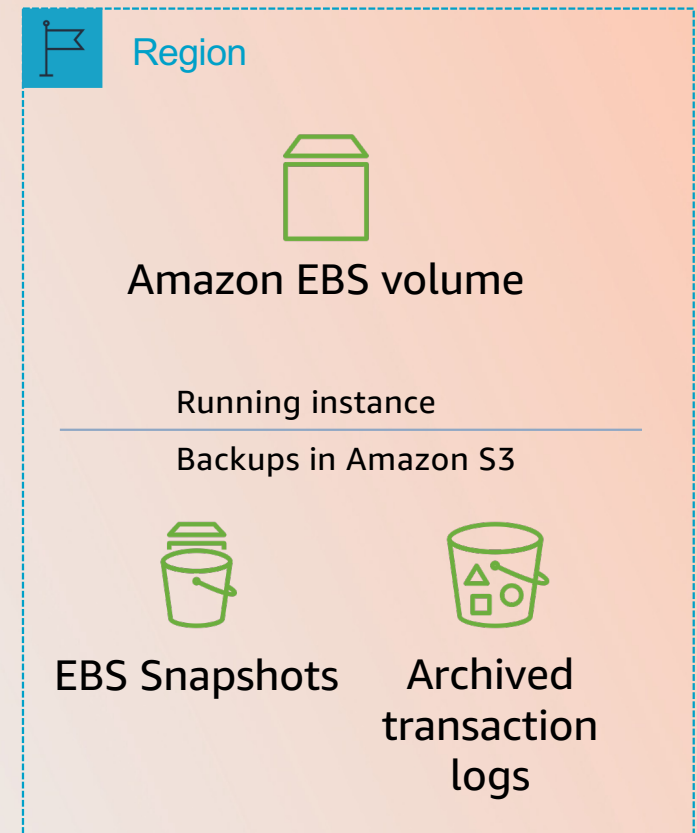 Region
Amazon EBS volume
Running instance
Backups in Amazon S3
EBS Snapshots
Archived
transaction
logs